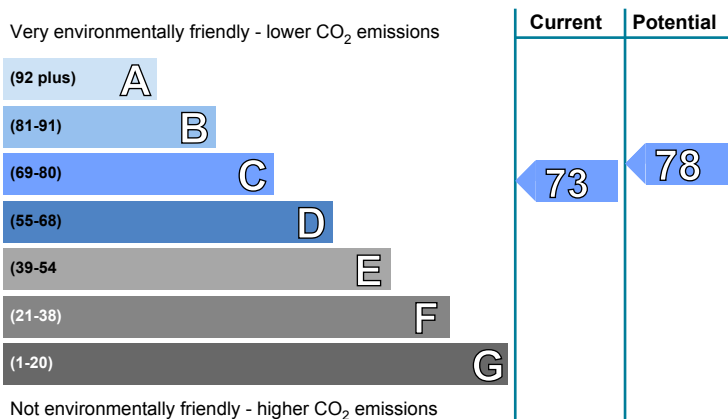 Current Potential
Very environmentally friendly - lower CO2 emissions
(92 plus) A
(81-91) B
(69-80) C
73
78
(55-68) D
(39-54 E
(21-38) F
(1-20) G
Not environmentally friendly - higher CO2 emissions